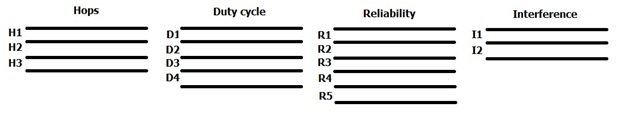 Hops
H1
H2
H3
Duty cycle
D1
D2
D3
D4
Reliability
R1
R2
R3
R4
R5
Interference
I1
I2